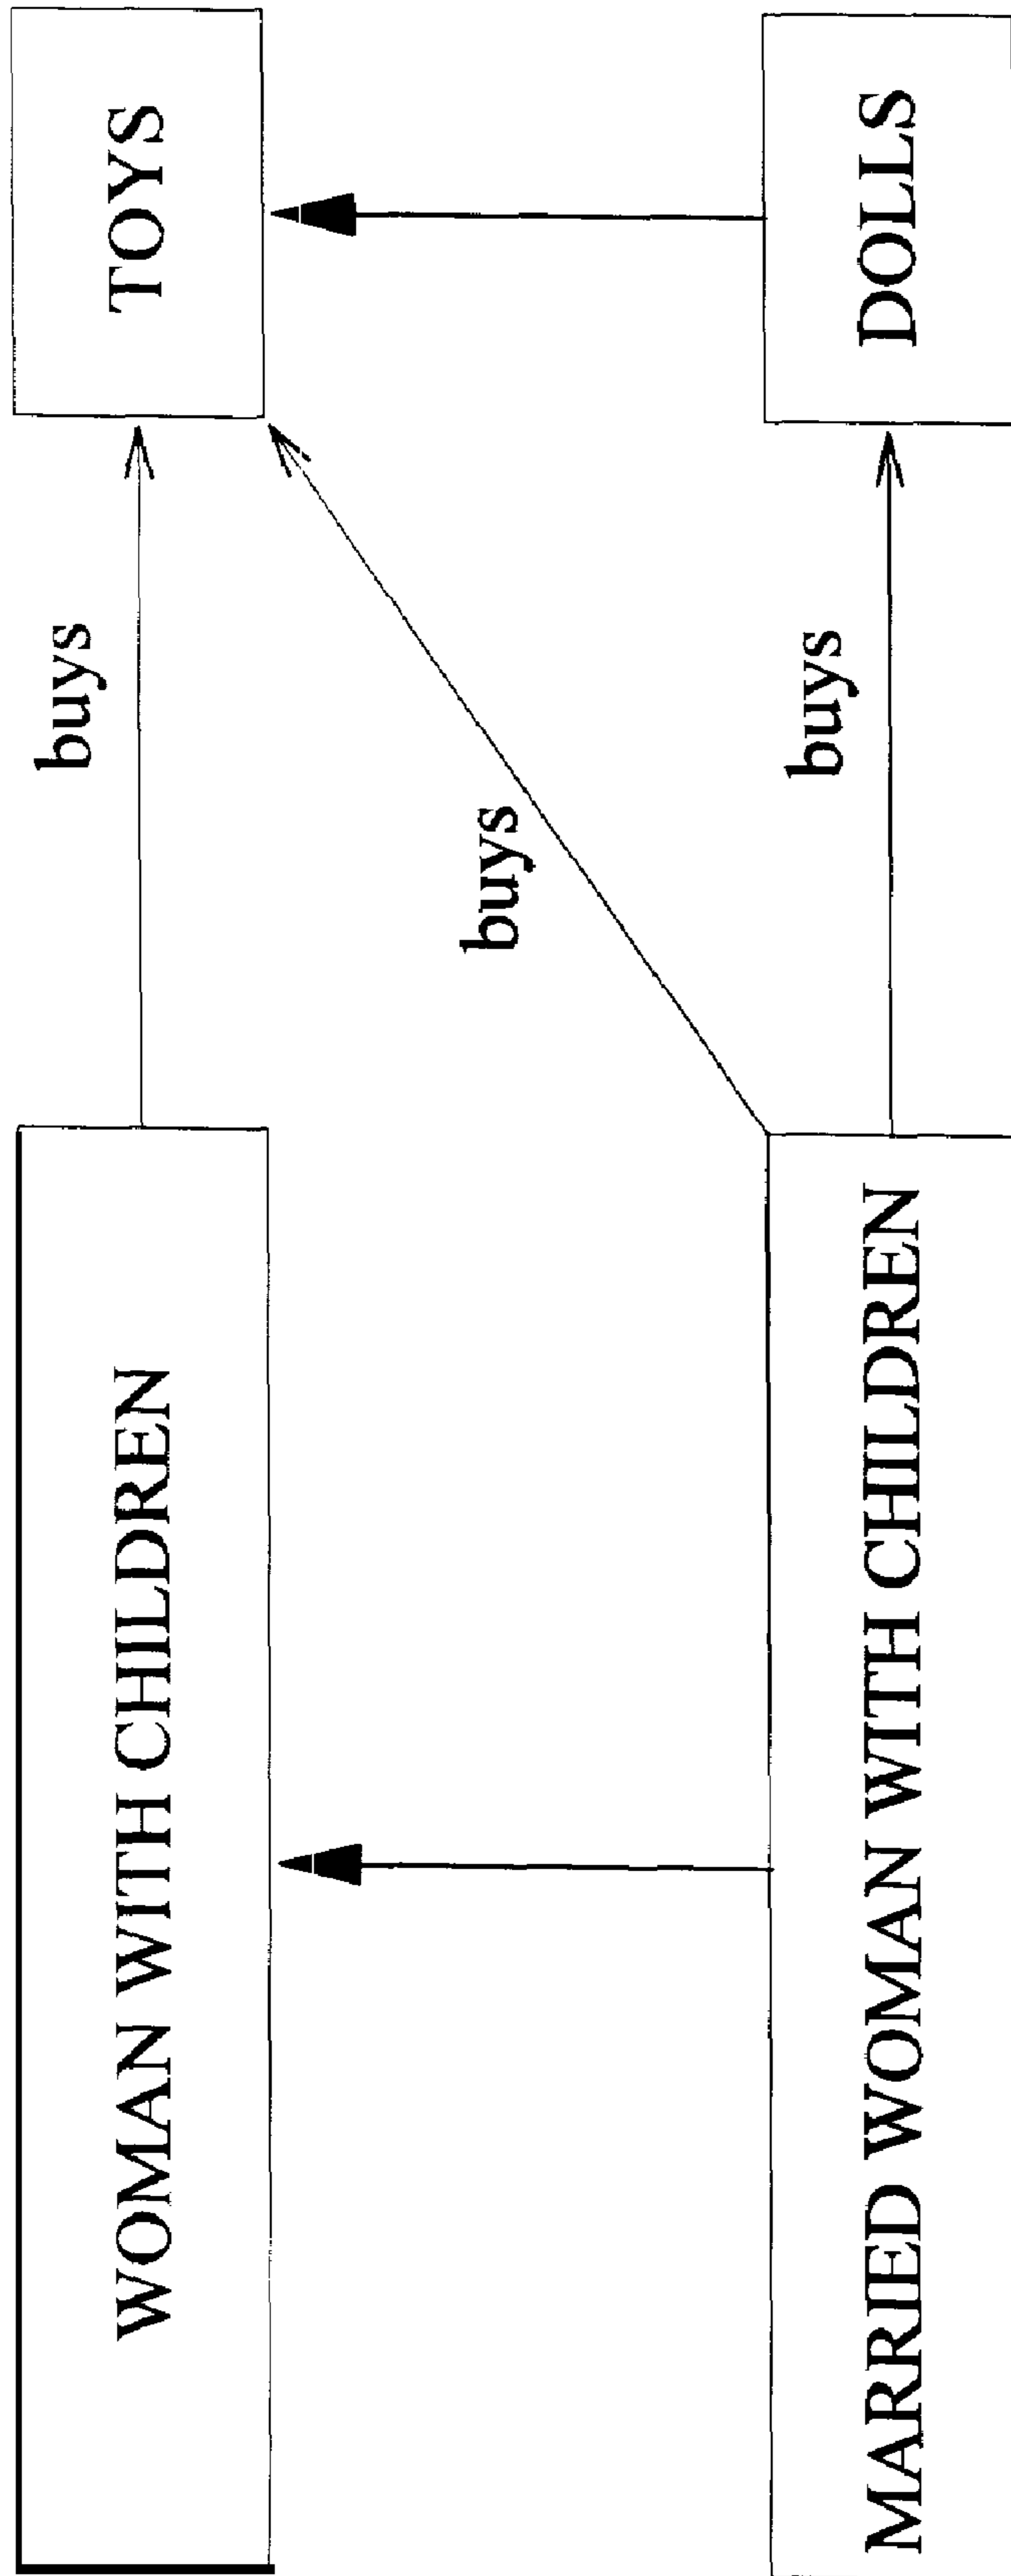 WOMAN WITH CHILDREN
buys
TOYS
buys
MARRIED WOMAN WITH CHILDREN
buys
DOLLS